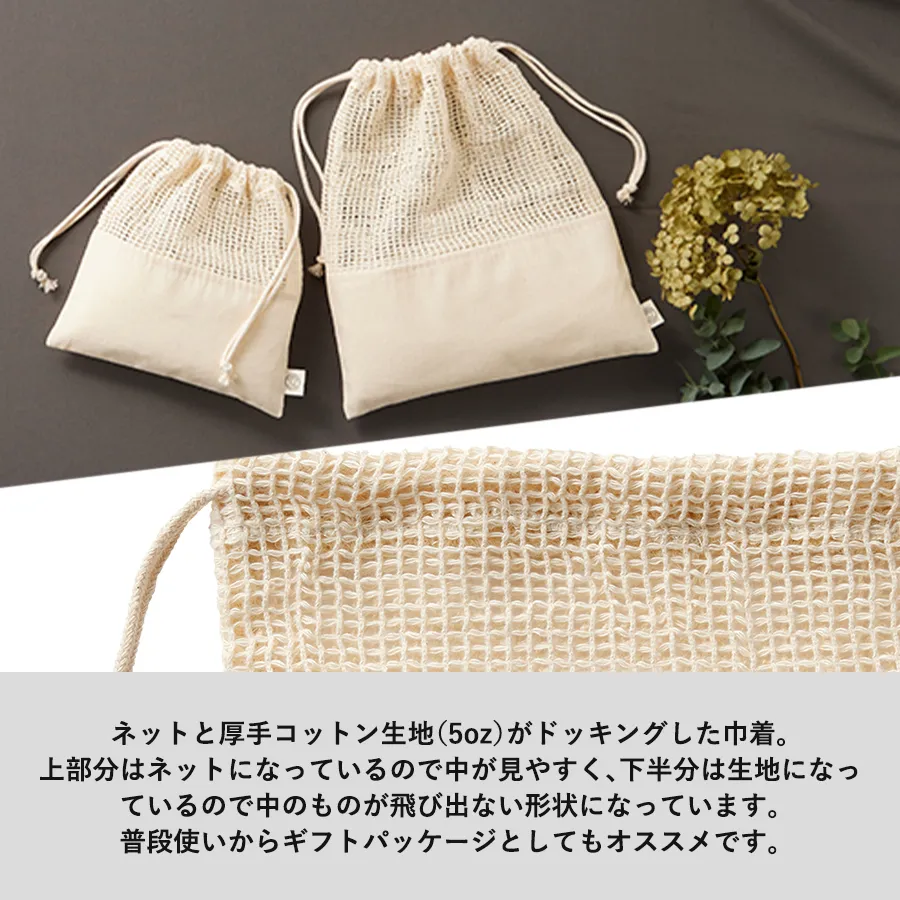 ネットと厚手コットン生地（5oz）がドッキングした巾着。
上部分はネットになっているので中が見やすく、下半分は生地になっ
ているので中のものが飛び出ない形状になっています。
普段使いからギフトパッケージとしてもオススメです。